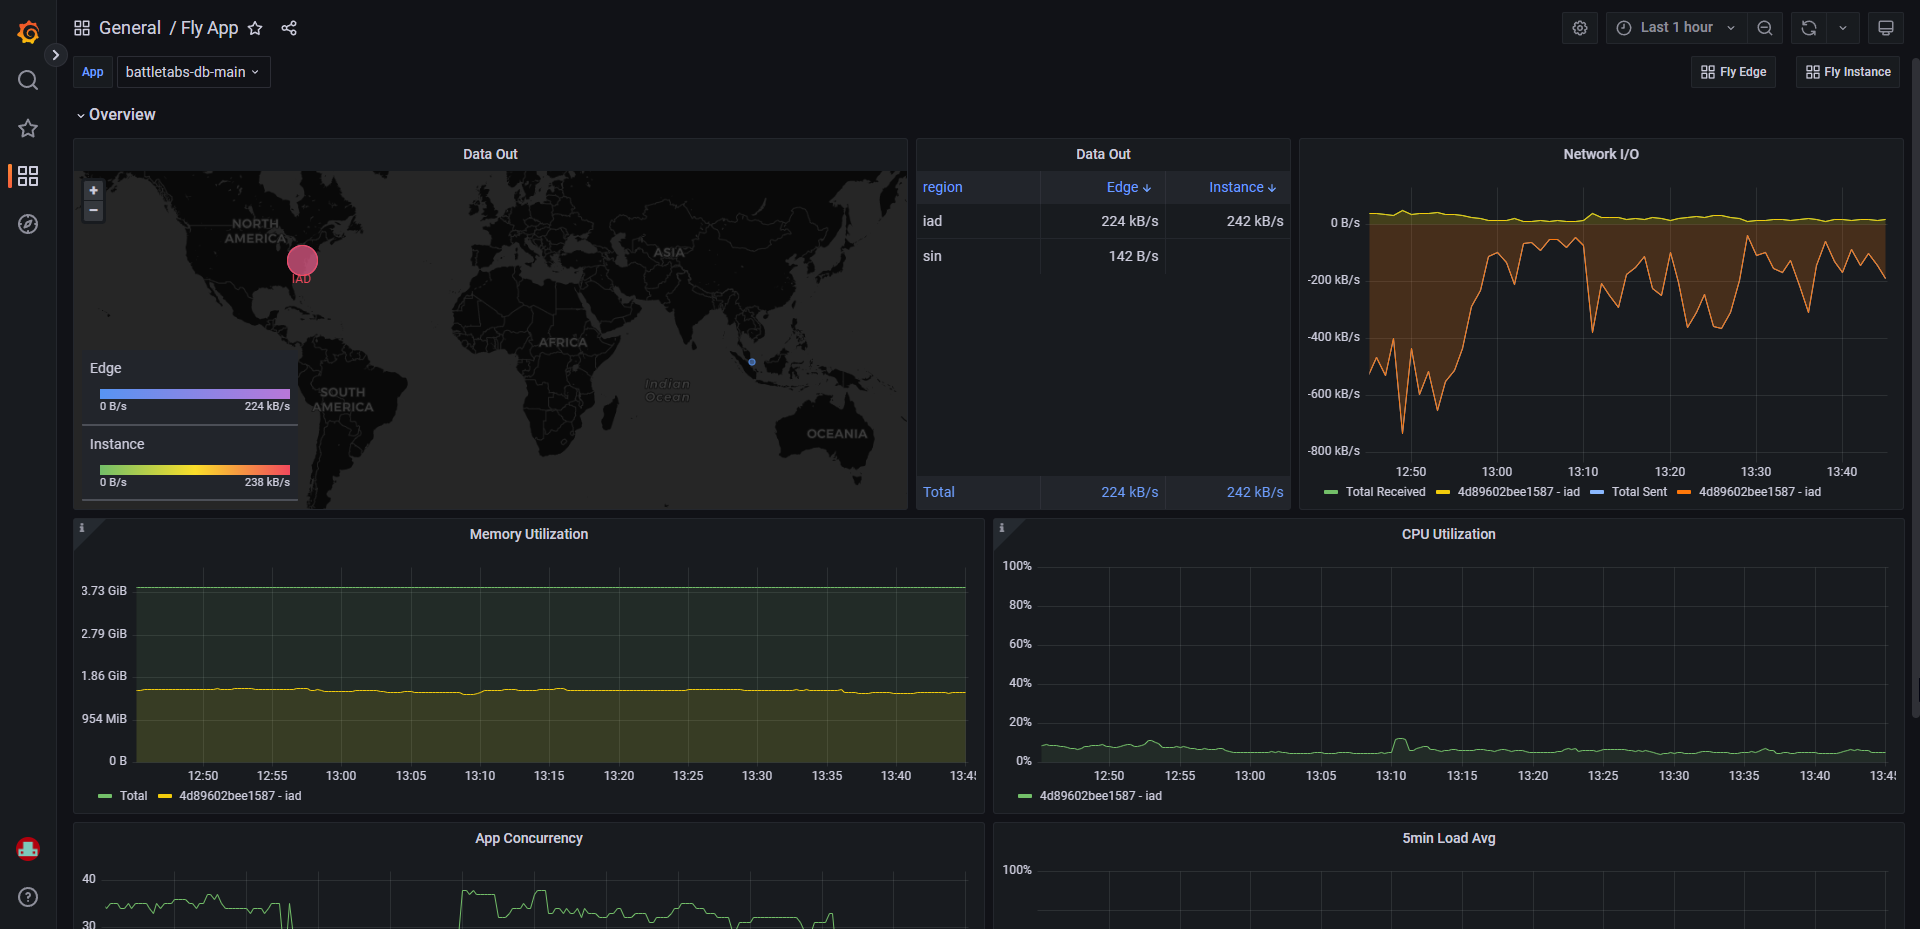 General / Fly App
Last 1 hour
App battletabs-db-main
Fly Edge
Fly Instance
Overview
Data Out
+
−
NORTH
AMERICA
IAD
ASIA
AFRICA
Indian
Ocean
SOUTH
AMERICA
OCEANIA
Edge
0 B/s 224 kB/s
Instance
0 B/s 238 kB/s
Data Out
region Edge Instance
iad 224 kB/s 242 kB/s
sin 142 B/s
Total 224 kB/s 242 kB/s
Network I/O
0 B/s
-200 kB/s
-400 kB/s
-600 kB/s
-800 kB/s
12:50 13:00 13:10 13:20 13:30 13:40
Total Received 4d89602bee1587 - iad Total Sent 4d89602bee1587 - iad
i
Memory Utilization
3.73 GiB
2.79 GiB
1.86 GiB
954 MiB
0 B
12:50 12:55 13:00 13:05 13:10 13:15 13:20 13:25 13:30 13:35 13:40 13:45
Total 4d89602bee1587 - iad
i
CPU Utilization
100%
80%
60%
40%
20%
0%
12:50 12:55 13:00 13:05 13:10 13:15 13:20 13:25 13:30 13:35 13:40 13:45
4d89602bee1587 - iad
App Concurrency
40
30
5min Load Avg
100%
?